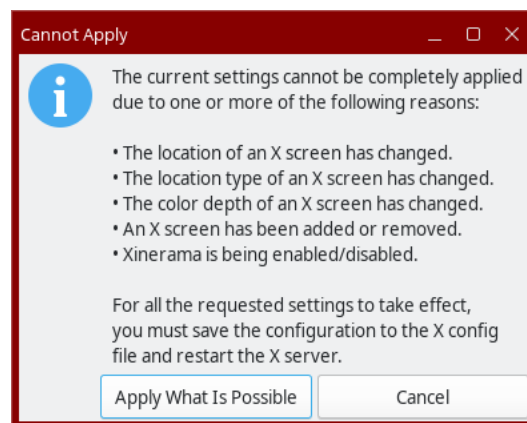 Cannot Apply
The current settings cannot be completely applied
due to one or more of the following reasons:
• The location of an X screen has changed.
• The location type of an X screen has changed.
• The color depth of an X screen has changed.
• An X screen has been added or removed.
• Xinerama is being enabled/disabled.
For all the requested settings to take effect,
you must save the configuration to the X config
file and restart the X server.
Apply What Is Possible
Cancel